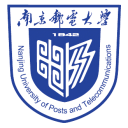 南京郵電大學
1942
Nanjing University of Posts and Telecommunications